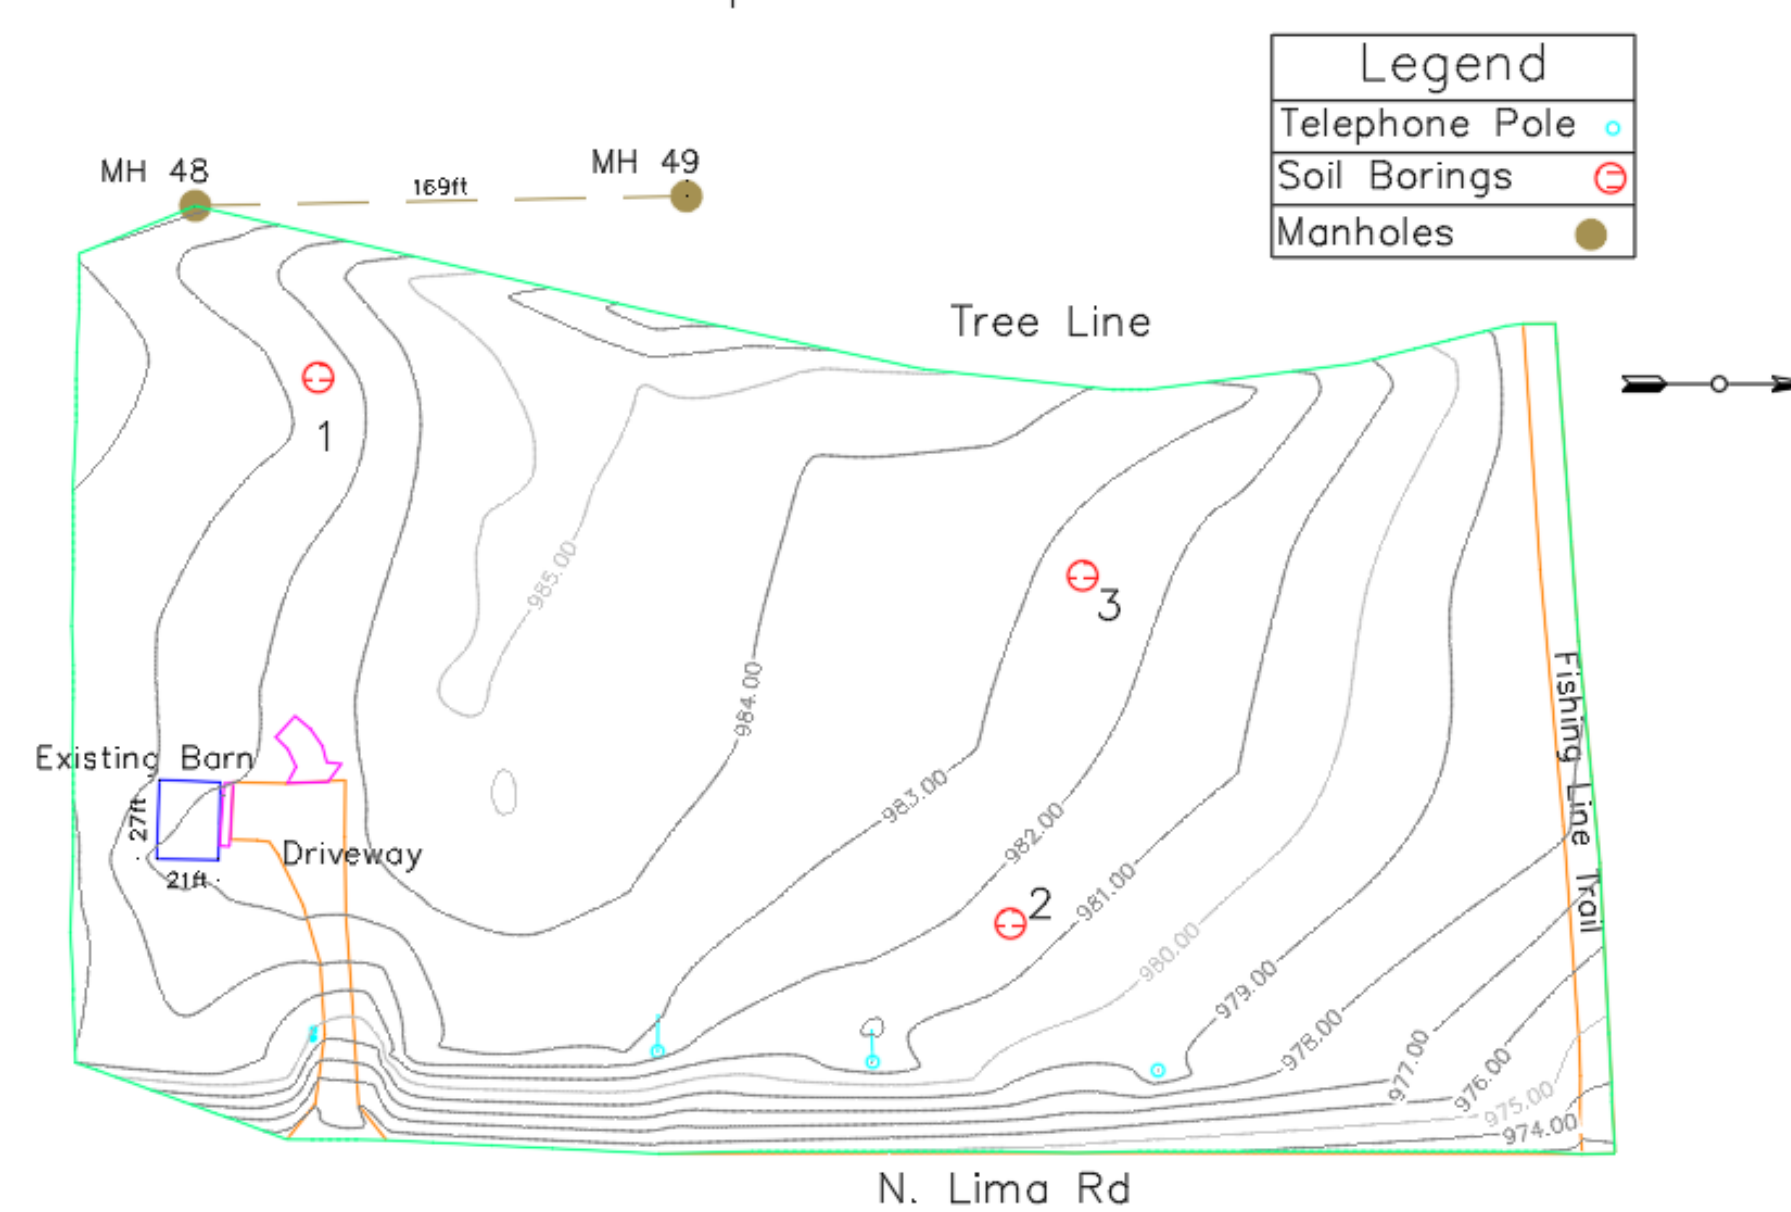 Legend
Telephone Pole
Soil Borings
Manholes
MH 48
169ft
MH 49
Tree Line
1
985.00
3
984.00
Fishing Line Trail
Existing Barn
27ft
21ft
Driveway
983.00
982.00
981.00
2
980.00
979.00
978.00
977.00
976.00
975.00
974.00
N. Lima Rd